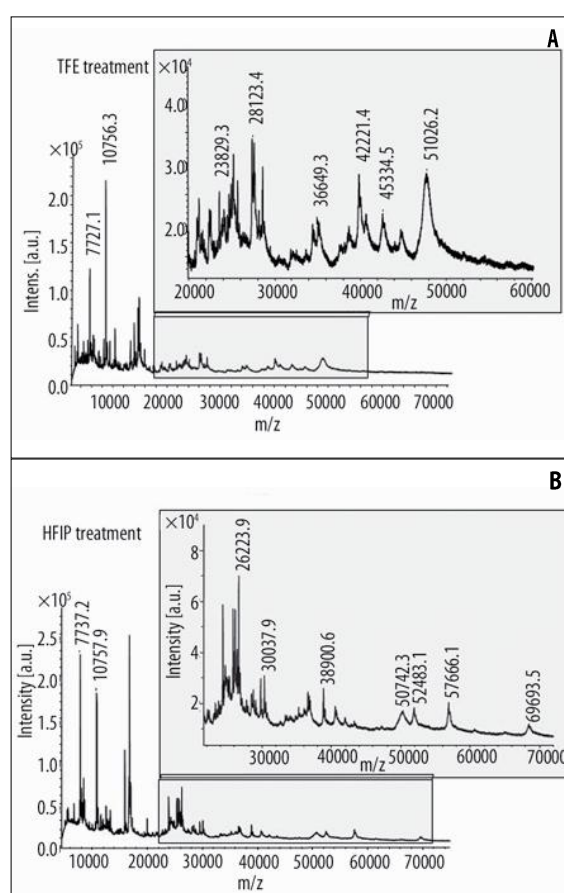 A
TFE treatment
×10⁴
4.0
3.0
2.0
23829.3
28123.4
36649.3
42221.4
45334.5
51026.2
20000 30000 40000 50000 60000
m/z
×10⁵
2.0
1.5
1.0
0.5
0.0
Intens. [a.u.]
7727.1
10756.3
10000 20000 30000 40000 50000 60000 70000
m/z
B
HFIP treatment
×10⁴
8
6
4
2
Intensity [a.u.]
26223.9
30037.9
38900.6
50742.3
52483.1
57666.1
69693.5
30000 40000 50000 60000 70000
m/z
×10⁵
2.5
2.0
1.5
1.0
0.5
0.0
Intensity [a.u.]
7737.2
10757.9
10000 20000 30000 40000 50000 60000 70000
m/z